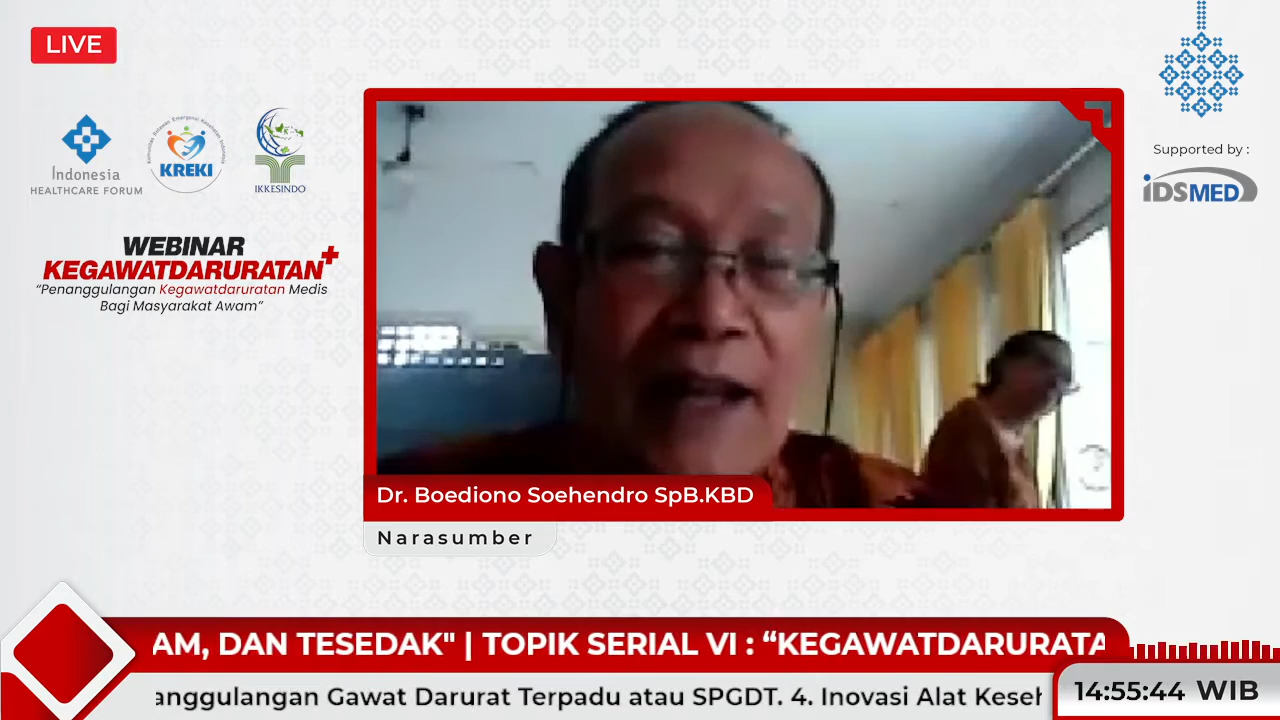 LIVE
Indonesia
HEALTHCARE FORUM
KREKI
IKKESINDO
WEBINAR
KEGAWATDARURATAN
“Penanggulangan Kegawatdaruratan Medis
Bagi Masyarakat Awam”
Supported by :
iDSMED
Dr. Boediono Soehendro SpB.KBD
Narasumber
AM, DAN TESEDAK" | TOPIK SERIAL VI : “KEGAWATDARURATA
anggulangan Gawat Darurat Terpadu atau SPGDT. 4. Inovasi Alat Keseh
14:55:44 WIB